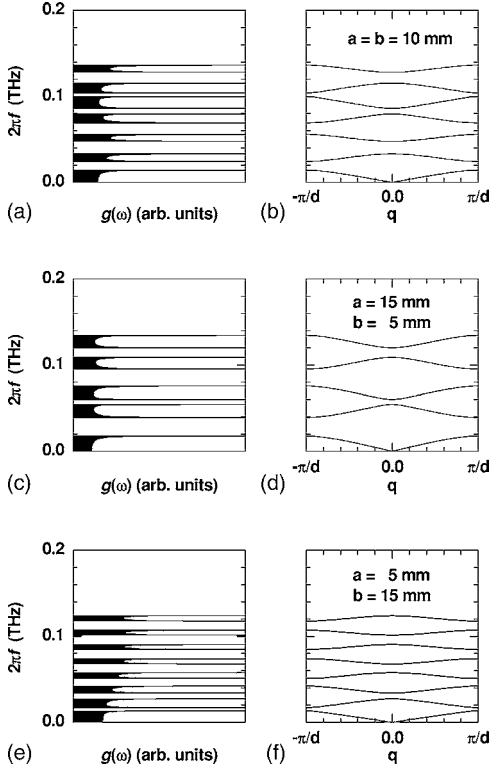 0.2
0.1
0.0
2πf (THz)
g(ω) (arb. units)
(a)
a = b = 10 mm
-π/d 0.0 π/d
q
(b)
0.2
0.1
0.0
2πf (THz)
g(ω) (arb. units)
(c)
a = 15 mm
b = 5 mm
-π/d 0.0 π/d
q
(d)
0.2
0.1
0.0
2πf (THz)
g(ω) (arb. units)
(e)
a = 5 mm
b = 15 mm
-π/d 0.0 π/d
q
(f)